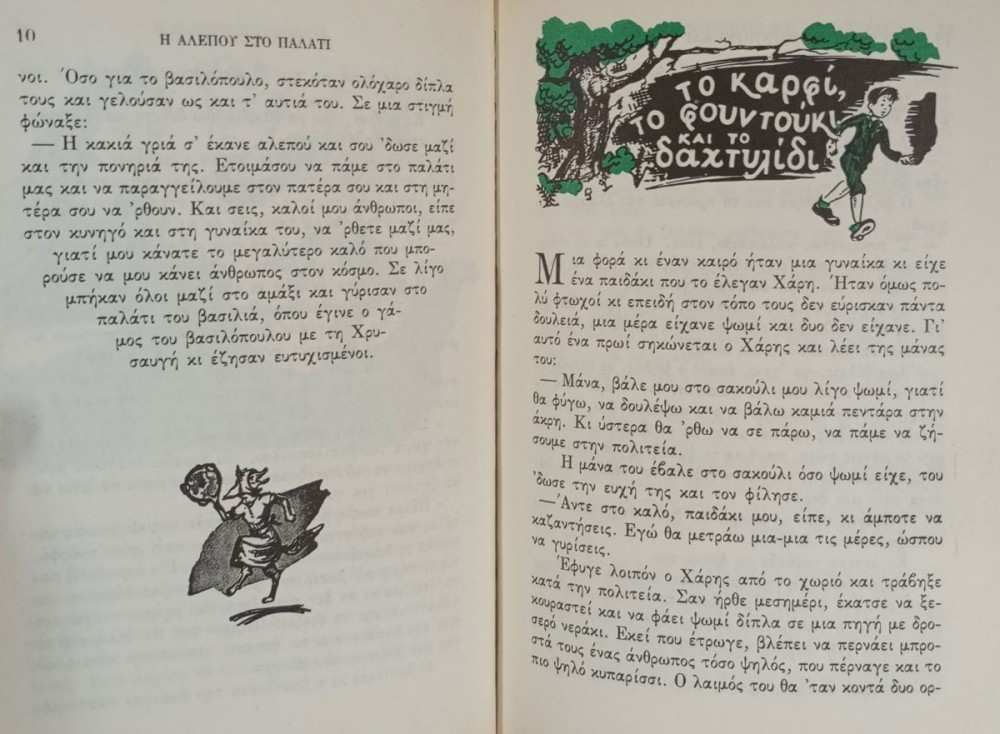 10
Η ΑΛΕΠΟΥ ΣΤΟ ΠΑΛΑΤΙ
νοι. Όσο για το βασιλόπουλο, στεκόταν ολόχαρο δίπλα
τους και γελούσαν ως και τ' αυτιά του. Σε μια στιγμή
φώναξε:
— Η κακιά γριά σ' έκανε αλεπού και σου 'δωσε μαζί
και την πονηριά της. Ετοιμάσου να πάμε στο παλάτι
μας και να παραγγείλουμε στον πατέρα σου και στη μη-
τέρα σου να 'ρθουν. Και σεις, καλοί μου άνθρωποι, είπε
στον κυνηγό και στη γυναίκα του, να 'ρθετε μαζί μας,
γιατί μου κάνατε το μεγαλύτερο καλό που μπο-
ρούσε να μου κάνει άνθρωπος στον κόσμο. Σε λίγο
μπήκαν όλοι μαζί στο αμάξι και γύρισαν στο
παλάτι του βασιλιά, όπου έγινε ο γά-
μος του βασιλόπουλου με τη Χρυ-
σαυγή κι έζησαν ευτυχισμένοι.
το καρφί,
το φουντούκι
και το
δαχτυλίδι
Μια φορά κι έναν καιρό ήταν μια γυναίκα κι είχε
ένα παιδάκι που το έλεγαν Χάρη. Ήταν όμως πο-
λύ φτωχοί κι επειδή στον τόπο τους δεν εύρισκαν πάντα
δουλειά, μια μέρα είχανε ψωμί και δυο δεν είχανε. Γι'
αυτό ένα πρωί σηκώνεται ο Χάρης και λέει της μάνας
του:
— Μάνα, βάλε μου στο σακούλι μου λίγο ψωμί, γιατί
θα φύγω, να δουλέψω και να βάλω καμιά πεντάρα στην
άκρη. Κι ύστερα θα 'ρθω να σε πάρω, να πάμε να ζή-
σουμε στην πολιτεία.
Η μάνα του έβαλε στο σακούλι όσο ψωμί είχε, του
'δωσε την ευχή της και τον φίλησε.
— Άντε στο καλό, παιδάκι μου, είπε, κι άμποτε να
καζαντήσεις. Εγώ θα μετράω μια-μια τις μέρες, ώσπου
να γυρίσεις.
Έφυγε λοιπόν ο Χάρης από το χωριό και τράβηξε
κατά την πολιτεία. Σαν ήρθε μεσημέρι, έκατσε να ξε-
κουραστεί και να φάει ψωμί δίπλα σε μια πηγή με δρο-
σερό νεράκι. Εκεί που έτρωγε, βλέπει να περνάει μπρο-
στά τους ένας άνθρωπος τόσο ψηλός, που πέρναγε και το
πιο ψηλό κυπαρίσσι. Ο λαιμός του θα 'ταν κοντά δυο ορ-